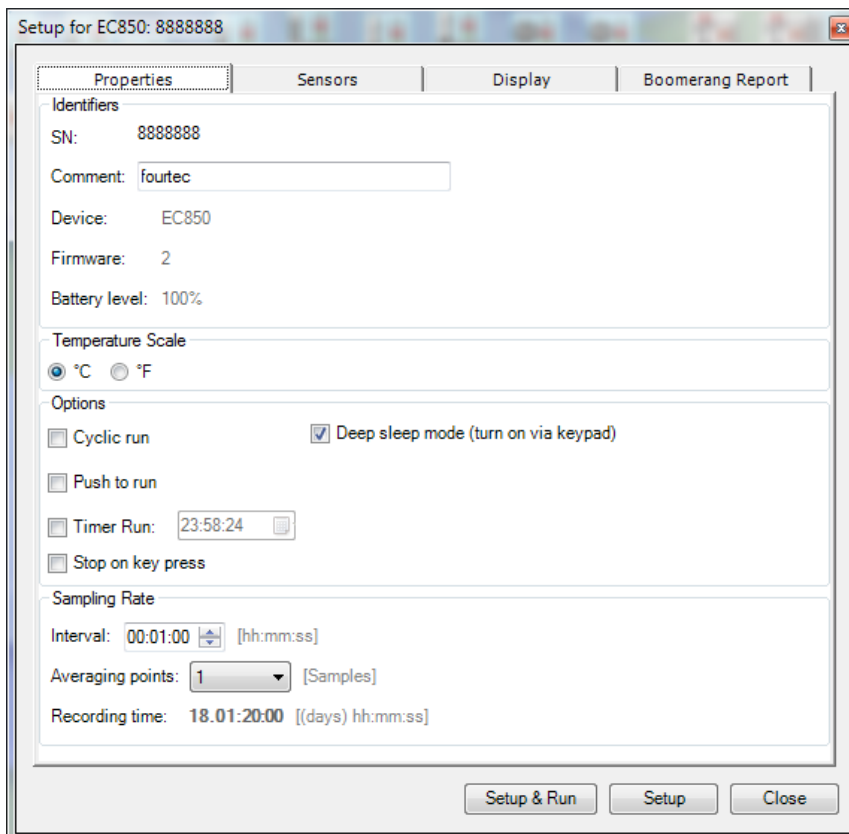 Setup for EC850: 8888888
Properties Sensors Display Boomerang Report
Identifiers
SN: 8888888
Comment: fourtec
Device: EC850
Firmware: 2
Battery level: 100%
Temperature Scale
°C °F
Options
Cyclic run Deep sleep mode (turn on via keypad)
Push to run
Timer Run: 23:58:24
Stop on key press
Sampling Rate
Interval: 00:01:00 [hh:mm:ss]
Averaging points: 1 [Samples]
Recording time: 18.01:20:00 [(days) hh:mm:ss]
Setup & Run Setup Close